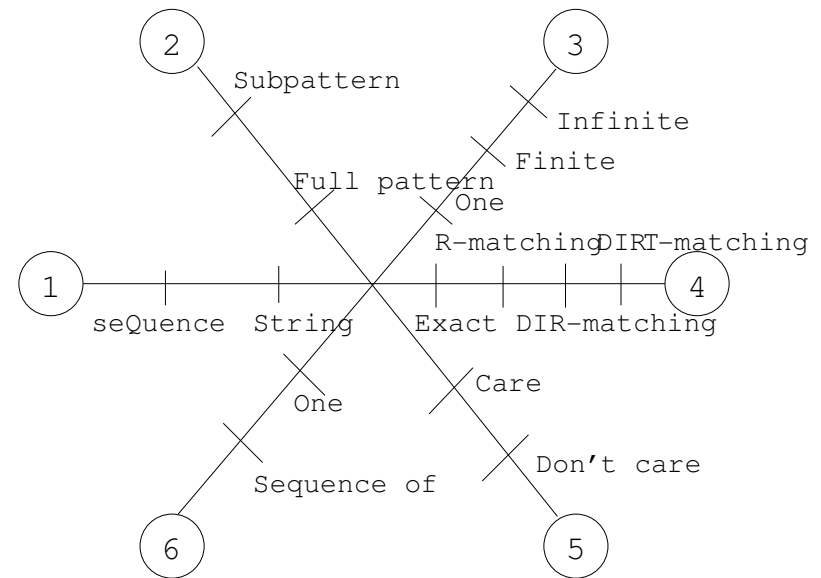 2
3
Subpattern
Infinite
Finite
Full pattern
One
R-matching DIRT-matching
1
4
seQuence String Exact DIR-matching
Care
One
Don't care
Sequence of
6
5